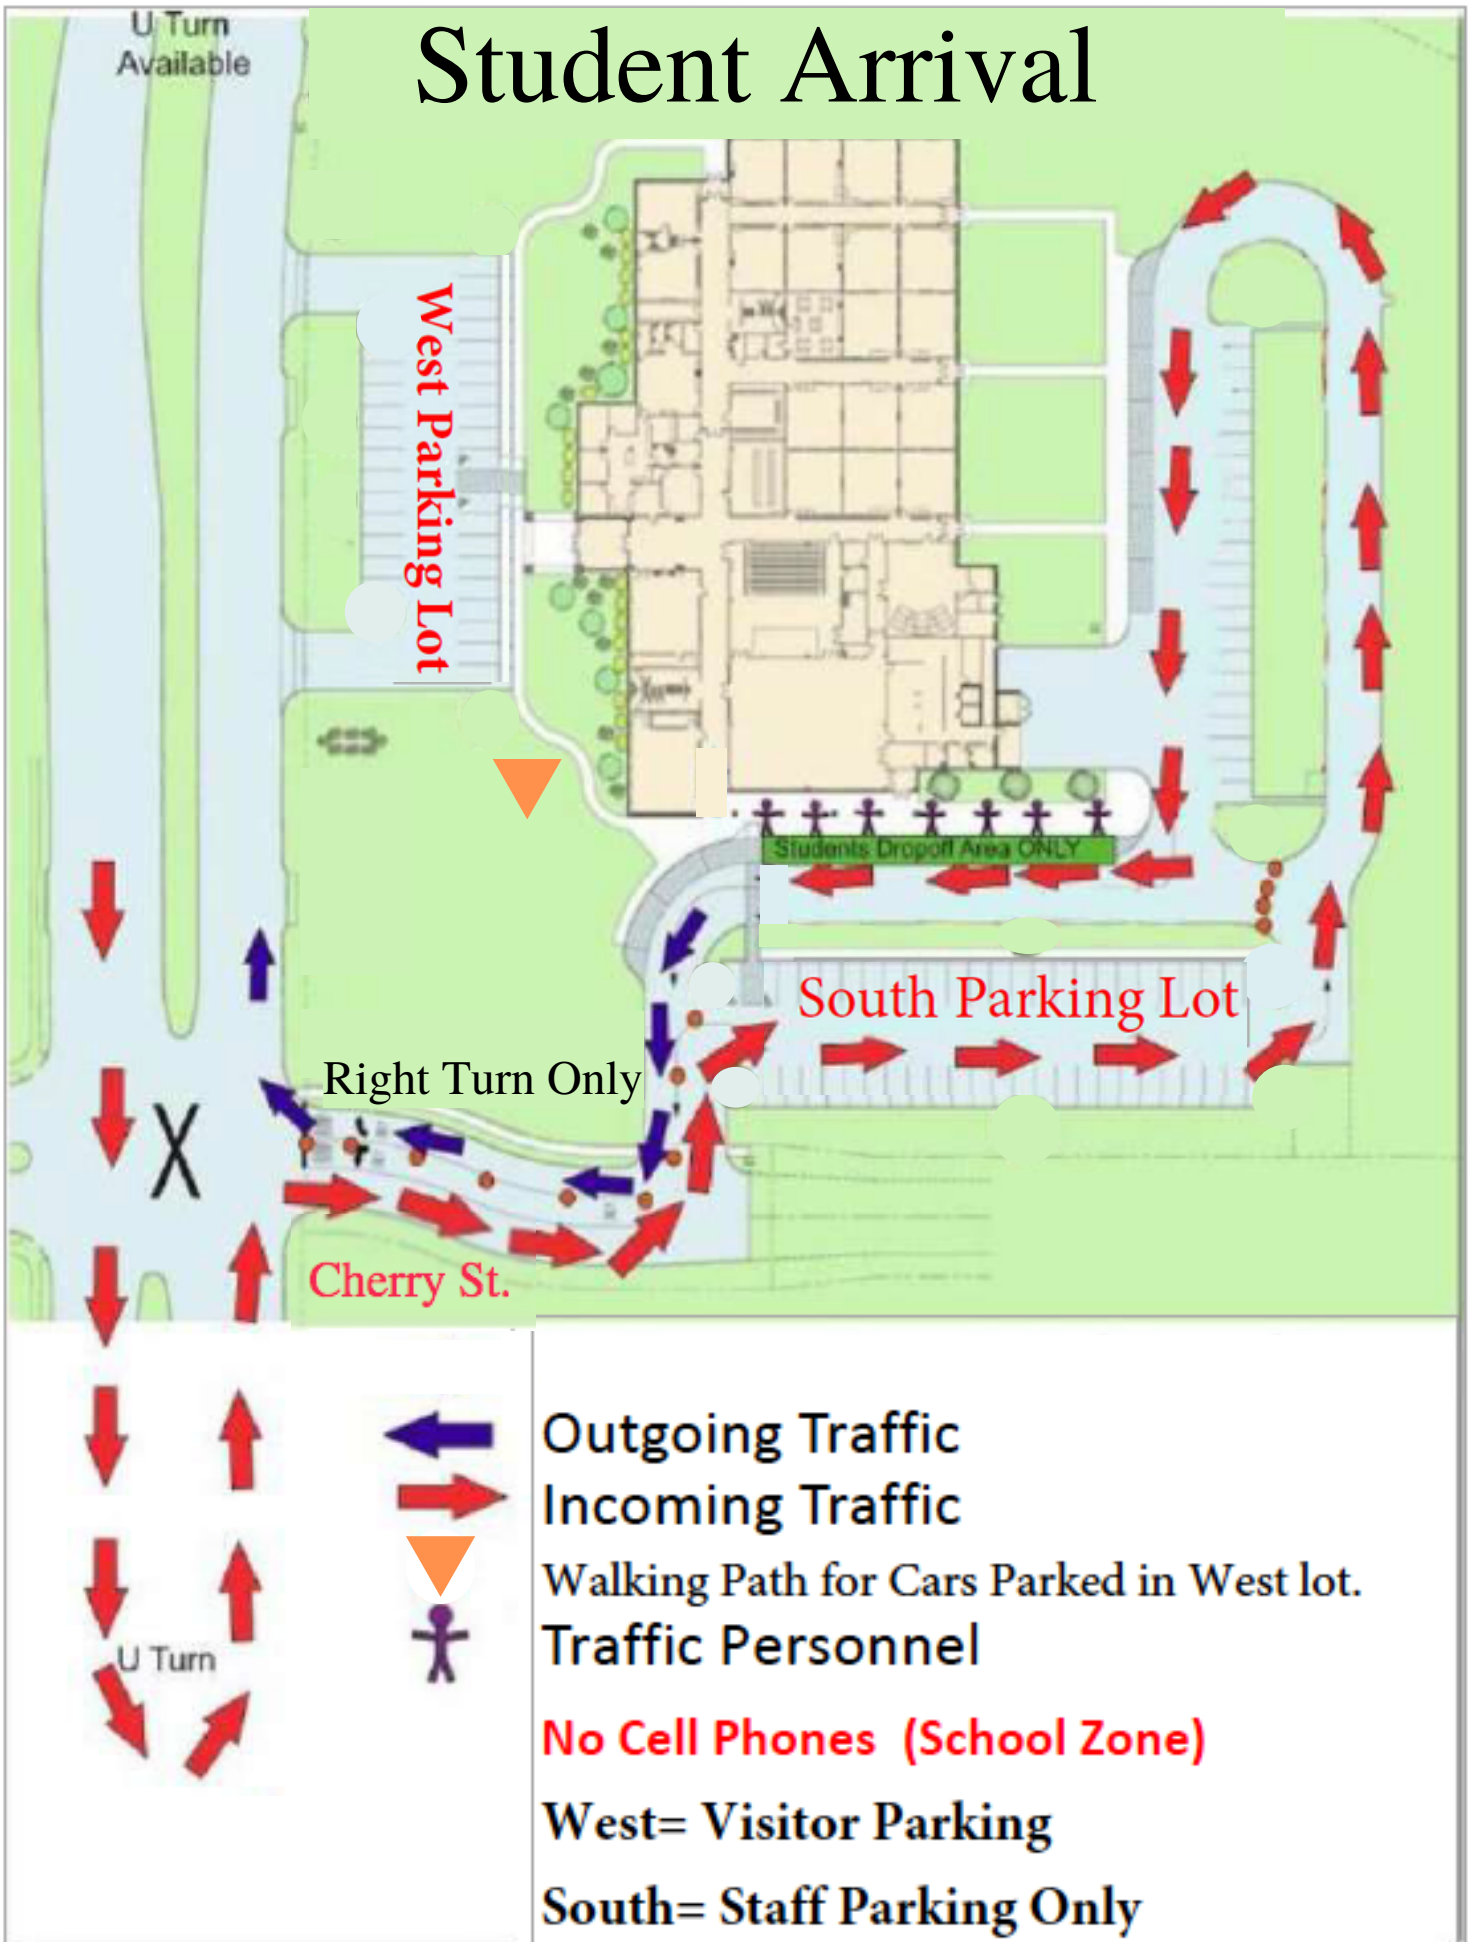 U Turn
Available
Student Arrival
West Parking Lot
Students Dropoff Area ONLY
South Parking Lot
Right Turn Only
X
Cherry St.
Outgoing Traffic
Incoming Traffic
Walking Path for Cars Parked in West lot.
Traffic Personnel
U Turn
No Cell Phones (School Zone)
West= Visitor Parking
South= Staff Parking Only